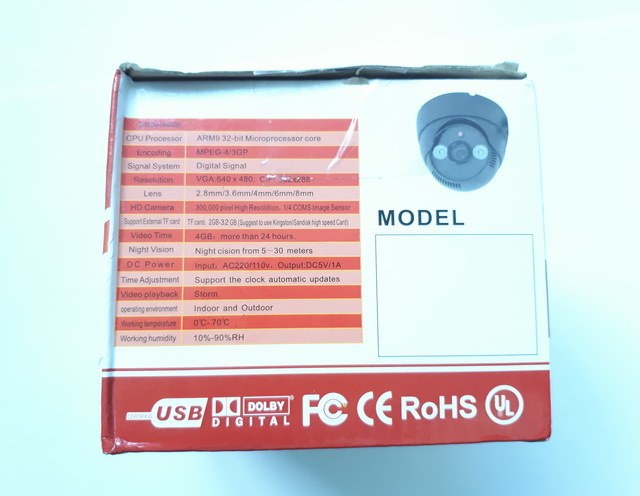 CPU Processor ARM9 32-bit Microprocessor core
Encoding MPEG-4/3GP
Signal System Digital Signal
Resolution VGA:640 x 480,
Lens 2.8mm/3.6mm/4mm/6mm/8mm
HD Camera 300,000 pixel High Resolution, 1/4 COMS Image Sensor
Support External TF card TF card, 2GB-32 GB (Suggest to use Kingston/Sandisk high speed Card)
Video Time 4GB, more than 24 hours.
Night Vision Night cision from 5~30 meters
DC Power Input, AC220/110v, Output:DC5V/1A
Time Adjustment Support the clock automatic updates
Video playback Storm
operating environment Indoor and Outdoor
Working temperature 0℃- 70℃
Working humidity 10%-90%RH
MODEL
CERTIFIED USB DOLBY DIGITAL FC CE RoHS UL